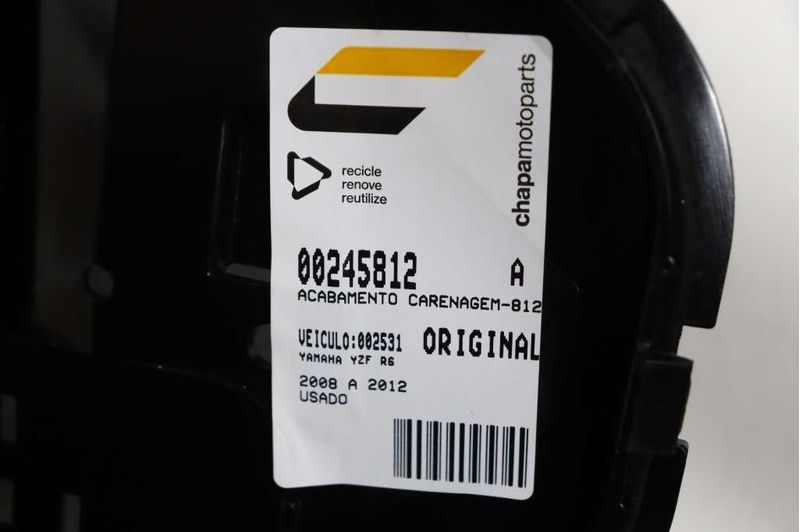 chapamotoparts
recicle
renove
reutilize
00245812 A
ACABAMENTO CARENAGEM-812
VEICULO:002531 ORIGINAL
YAMAHA YZF R6
2008 A 2012
USADO